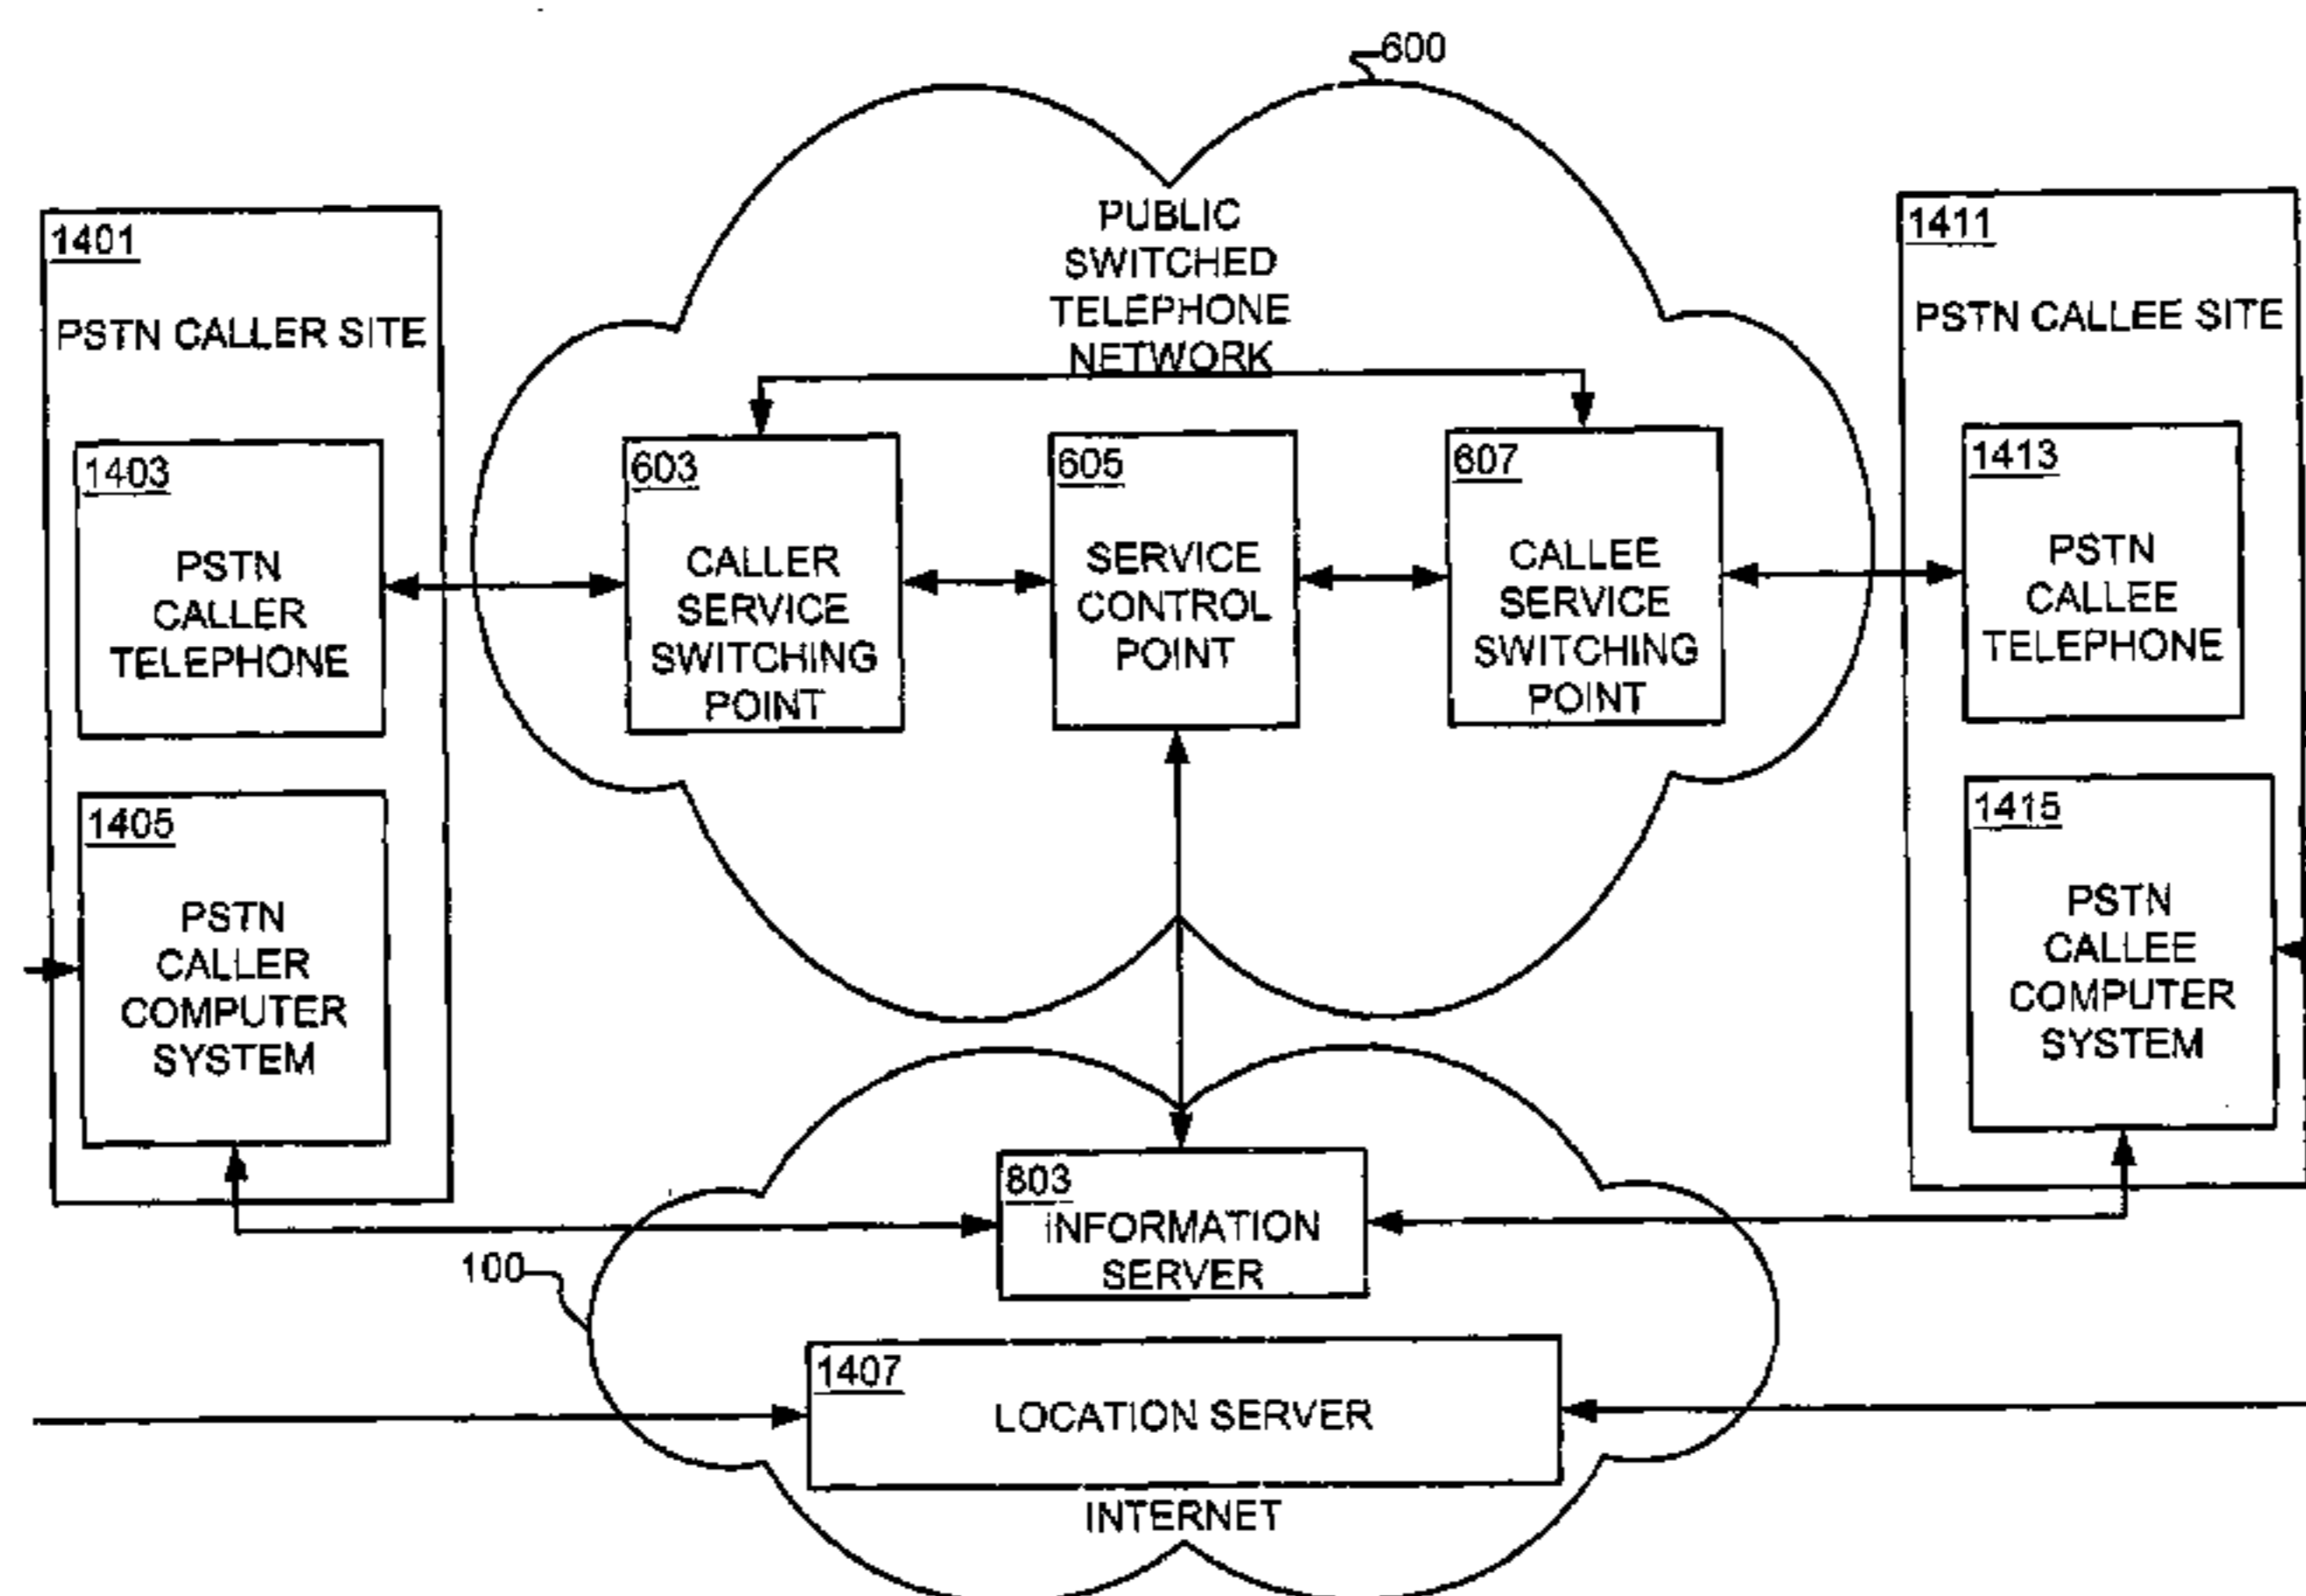 600
PUBLIC
SWITCHED
TELEPHONE
NETWORK
1401
PSTN CALLER SITE
1403
PSTN
CALLER
TELEPHONE
1405
PSTN
CALLER
COMPUTER
SYSTEM
603
CALLER
SERVICE
SWITCHING
POINT
605
SERVICE
CONTROL
POINT
607
CALLEE
SERVICE
SWITCHING
POINT
1411
PSTN CALLEE SITE
1413
PSTN
CALLEE
TELEPHONE
1415
PSTN
CALLEE
COMPUTER
SYSTEM
100
803
INFORMATION
SERVER
1407
LOCATION SERVER
INTERNET